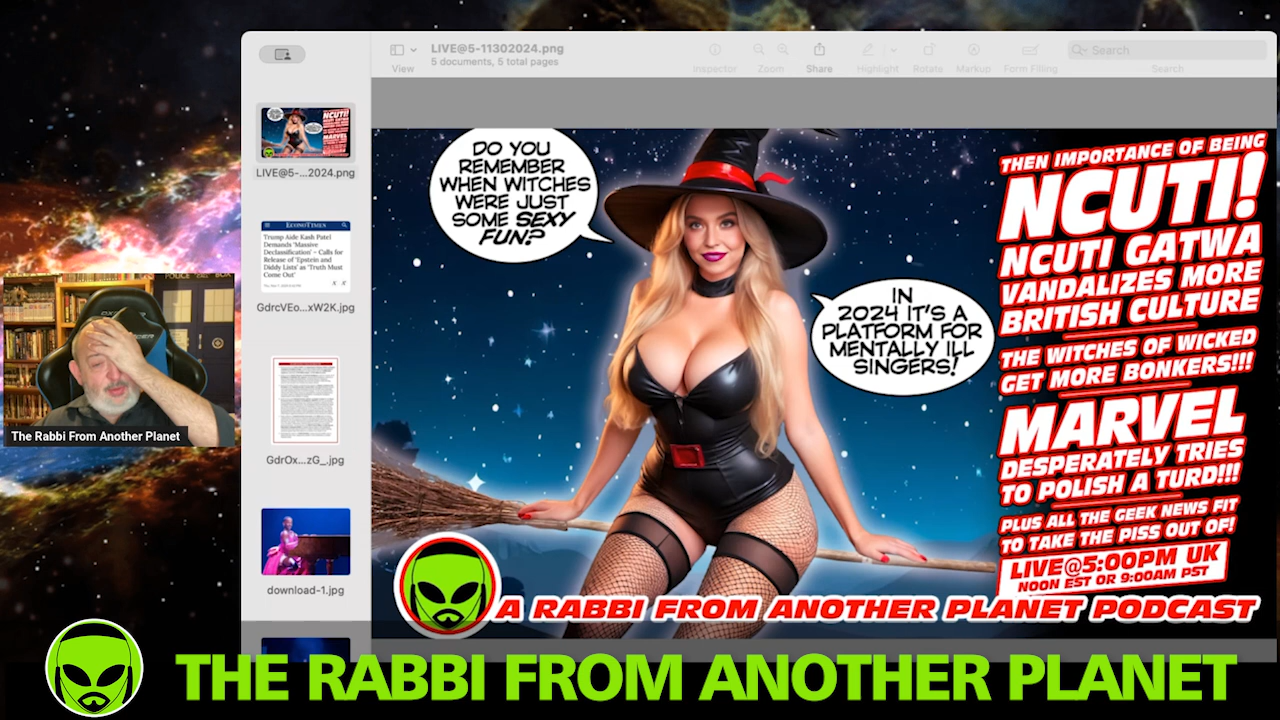 LIVE@5-11302024.png
5 documents, 5 total pages
View
Inspector
Zoom
Share
Highlight
Rotate
Markup
Form Filling
Search
Search
LIVE@5-...2024.png
Trump Aide Kash Patel
Demands 'Massive
Declassification' – Calls for
Release of 'Epstein and
Diddy Lists' as 'Truth Must
Come Out'
GdrcVEo...xW2K.jpg
GdrOx...zG_.jpg
download-1.jpg
DO YOU
REMEMBER
WHEN WITCHES
WERE JUST
SOME SEXY
FUN?
IN
2024 IT'S A
PLATFORM FOR
MENTALLY ILL
SINGERS!
THEN IMPORTANCE OF BEING
NCUTI!
NCUTI GATWA
VANDALIZES MORE
BRITISH CULTURE
THE WITCHES OF WICKED
GET MORE BONKERS!!!
MARVEL
DESPERATELY TRIES
TO POLISH A TURD!!!
PLUS ALL THE GEEK NEWS FIT
TO TAKE THE PISS OUT OF!
LIVE@5:00PM UK
NOON EST OR 9:00AM PST
A RABBI FROM ANOTHER PLANET PODCAST
The Rabbi From Another Planet
THE RABBI FROM ANOTHER PLANET